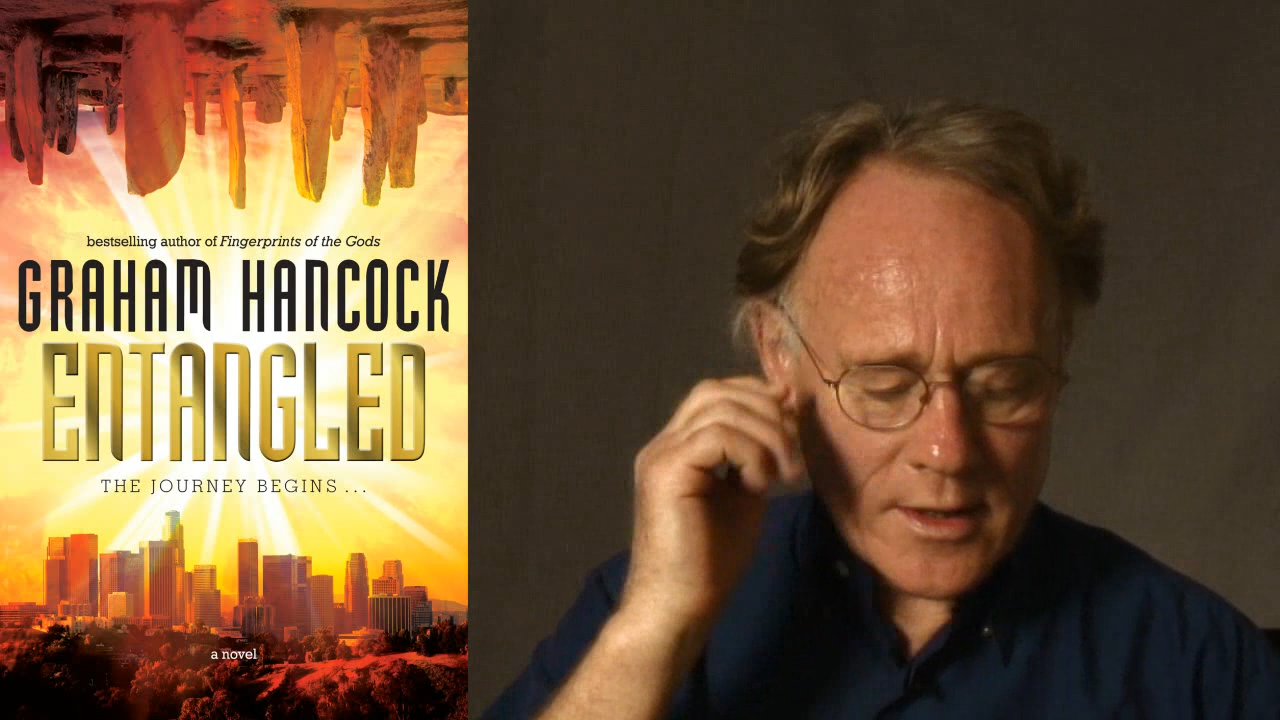 bestselling author of Fingerprints of the Gods
GRAHAM HANCOCK
ENTANGLED
THE JOURNEY BEGINS...
a novel